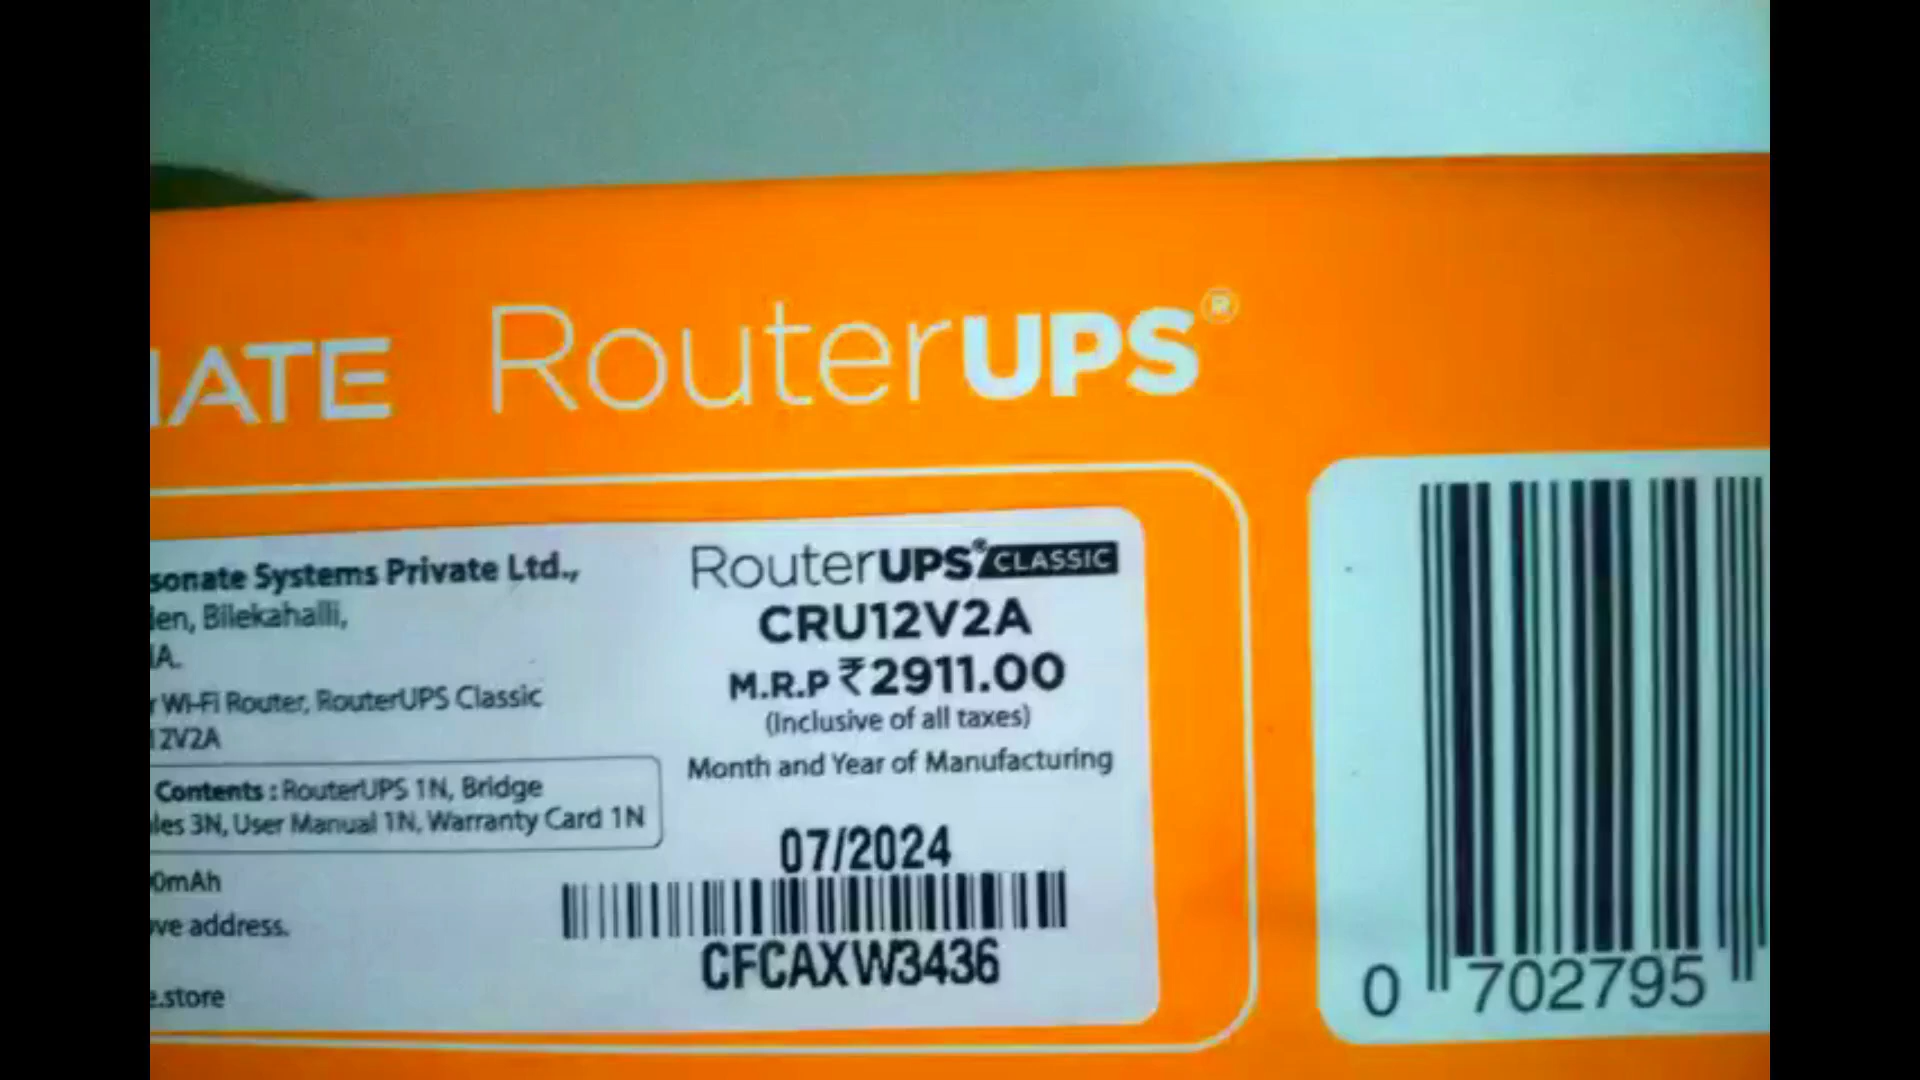 RouterUPS®
sonate Systems Private Ltd.,
en, Bilekahalli,
A.
Wi-Fi Router, RouterUPS Classic
12V2A
Contents : RouterUPS 1N, Bridge
les 3N, User Manual 1N, Warranty Card 1N
0mAh
ve address.
.store
RouterUPS® CLASSIC
CRU12V2A
M.R.P ₹2911.00
(Inclusive of all taxes)
Month and Year of Manufacturing
07/2024
CFCAXW3436
0 702795